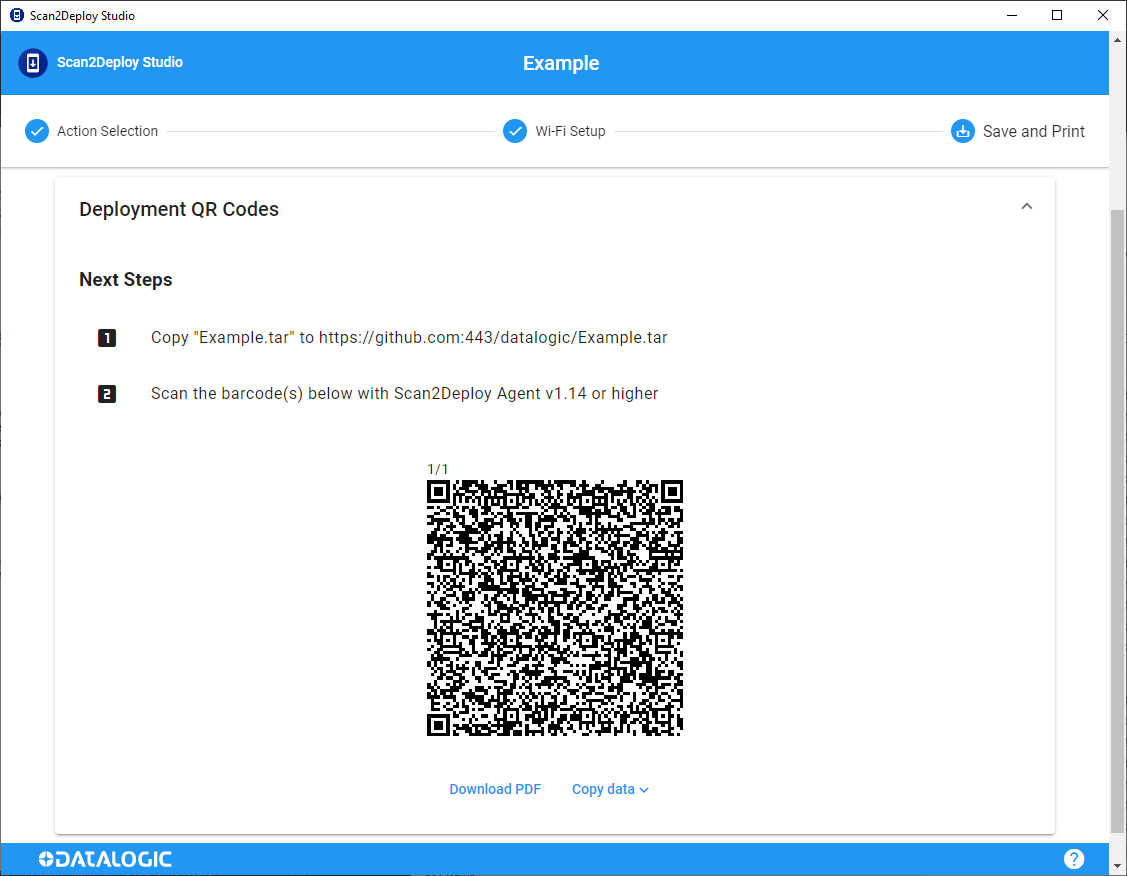 Scan2Deploy Studio
Scan2Deploy Studio
Example
Action Selection
Wi-Fi Setup
Save and Print
Deployment QR Codes
Next Steps
1 Copy "Example.tar" to https://github.com:443/datalogic/Example.tar
2 Scan the barcode(s) below with Scan2Deploy Agent v1.14 or higher
1/1
Download PDF
Copy data
DATALOGIC
?